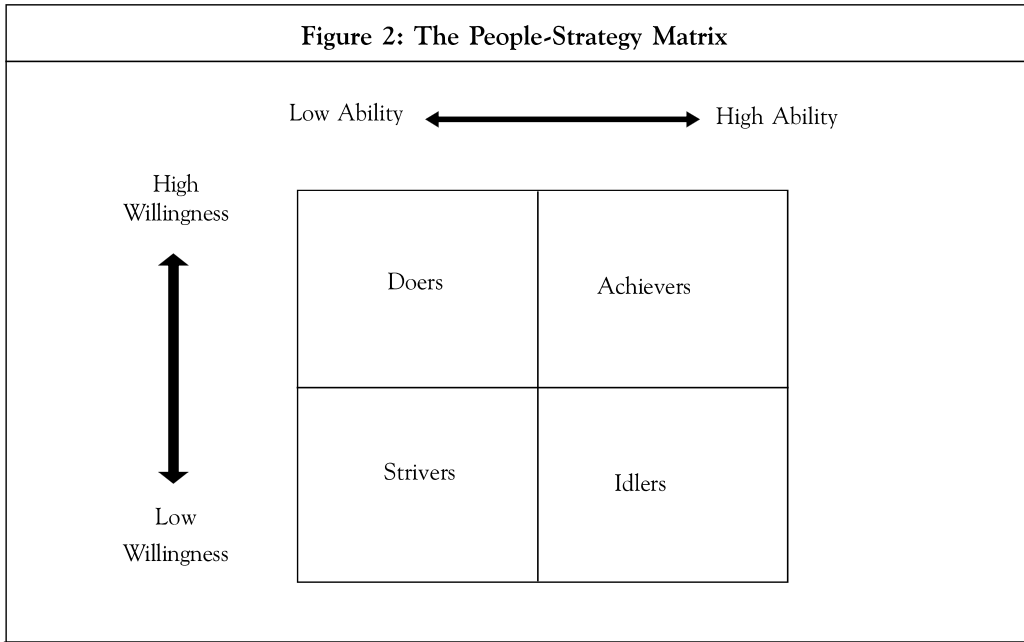 Figure 2: The People-Strategy Matrix
Low Ability
High Ability
High
Willingness
Doers
Achievers
Strivers
Idlers
Low
Willingness